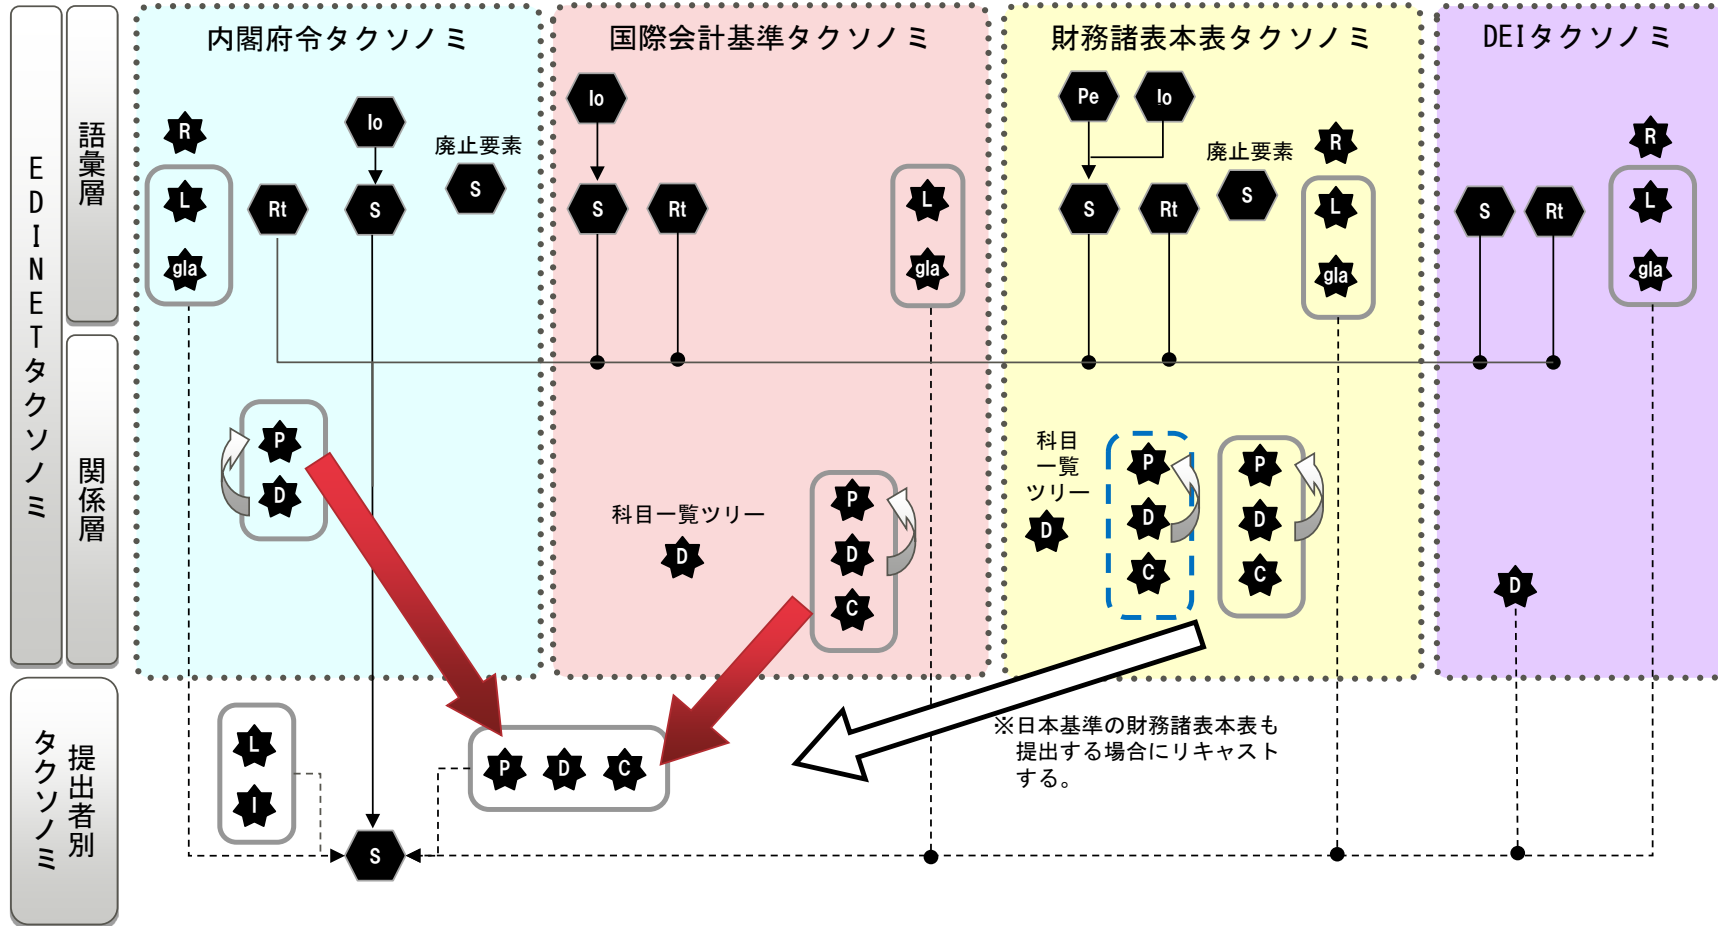 EDINETタクソノミ
語彙層
関係層
提出者別
タクソノミ
内閣府令タクソノミ
R
L
gla
Rt
Io
S
廃止要素
S
P
D
国際会計基準タクソノミ
Io
S
Rt
L
gla
科目一覧ツリー
D
P
D
C
財務諸表本表タクソノミ
Pe
Io
S
Rt
廃止要素
S
R
L
gla
科目
一覧
ツリー
D
P
D
C
P
D
C
DEIタクソノミ
S
Rt
R
L
gla
D
L
I
S
P D C
※日本基準の財務諸表本表も
提出する場合にリキャスト
する。